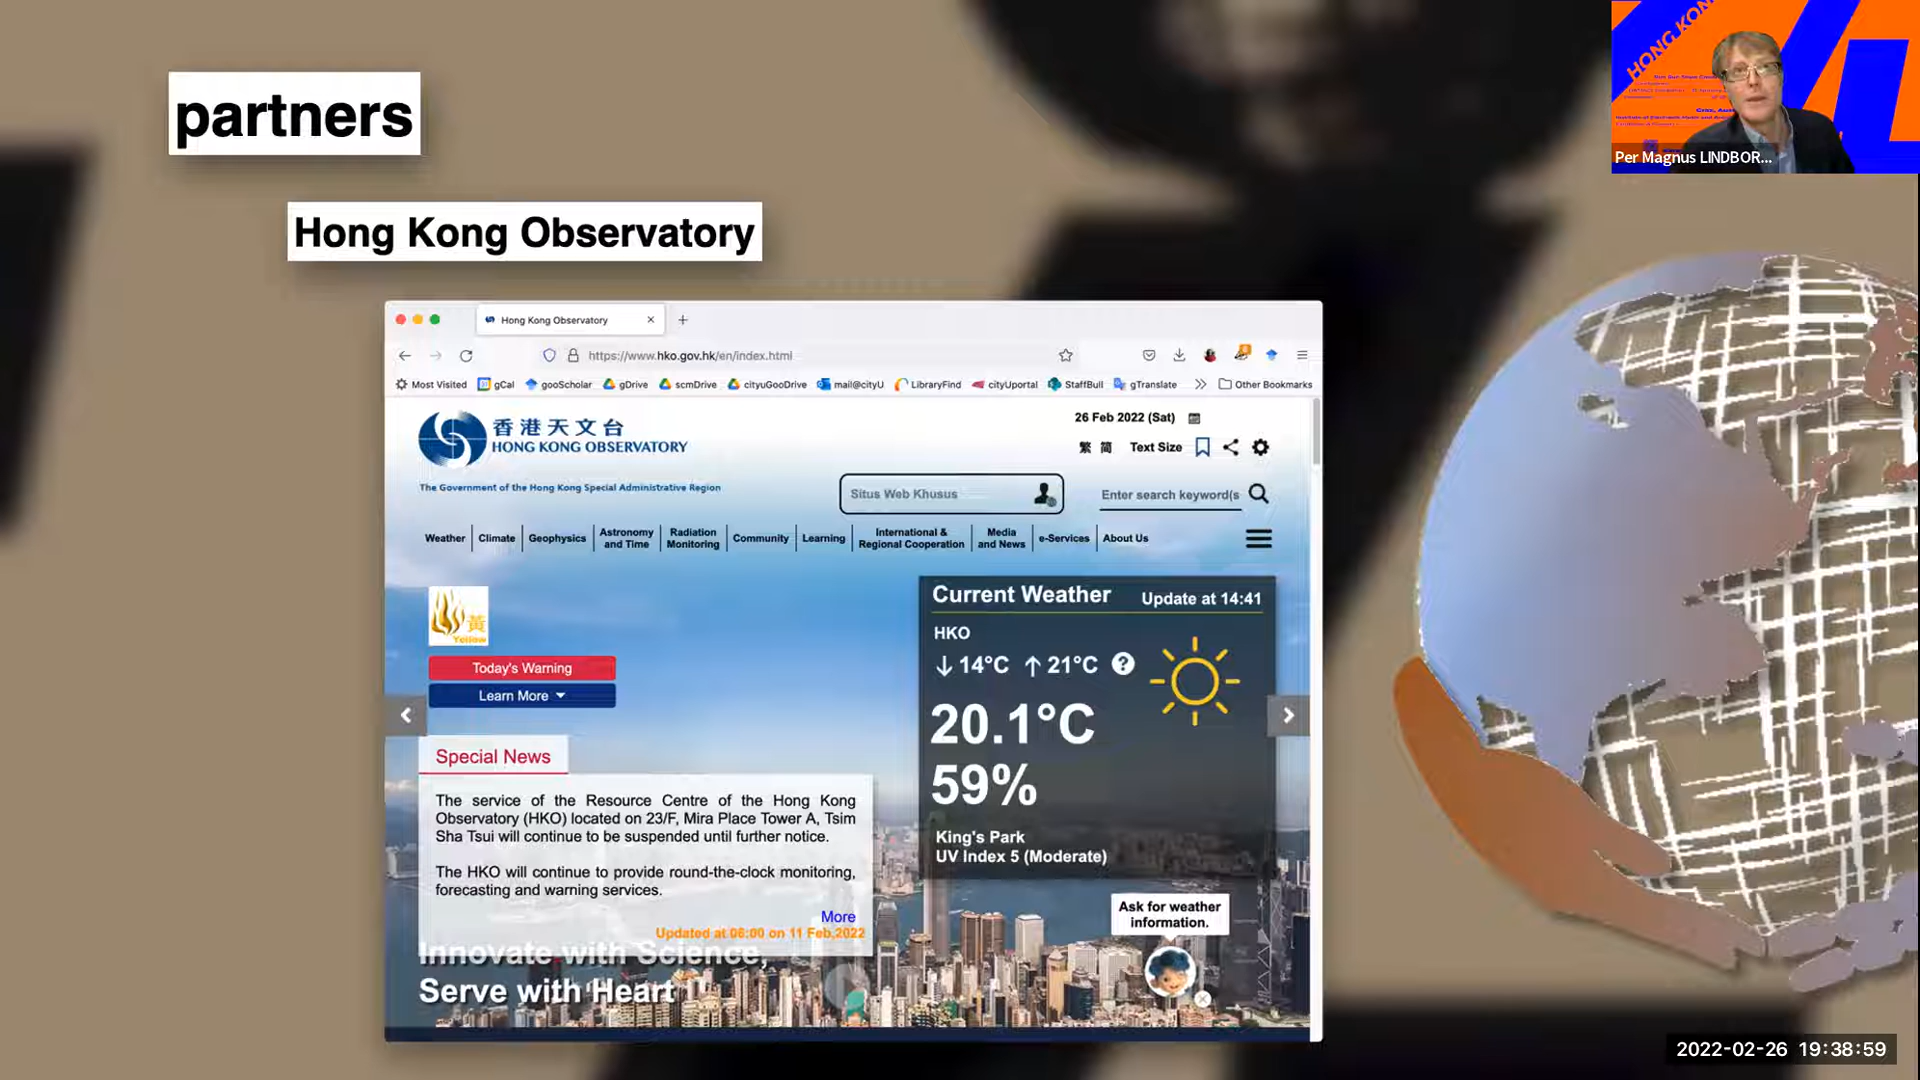 partners
HONG KON
Per Magnus LINDBOR...
Hong Kong Observatory
Hong Kong Observatory
https://www.hko.gov.hk/en/index.html
Most Visited gCal gooScholar gDrive scmDrive cityuGooDrive mail@cityU LibraryFind cityUportal StaffBull gTranslate Other Bookmarks
香港天文台
HONG KONG OBSERVATORY
26 Feb 2022 (Sat)
繁 简 Text Size
The Government of the Hong Kong Special Administrative Region
Situs Web Khusus
Enter search keyword(s
Weather Climate Geophysics Astronomy and Time Radiation Monitoring Community Learning International & Regional Cooperation Media and News e-Services About Us
黃
Yellow
Today's Warning
Learn More
Current Weather Update at 14:41
HKO
↓14°C ↑21°C ?
20.1°C
59%
King's Park
UV Index 5 (Moderate)
Special News
The service of the Resource Centre of the Hong Kong
Observatory (HKO) located on 23/F, Mira Place Tower A, Tsim
Sha Tsui will continue to be suspended until further notice.
The HKO will continue to provide round-the-clock monitoring,
forecasting and warning services.
More
Updated at 06:00 on 11 Feb,2022
Innovate with Science,
Serve with Heart
Ask for weather
information.
2022-02-26 19:38:59